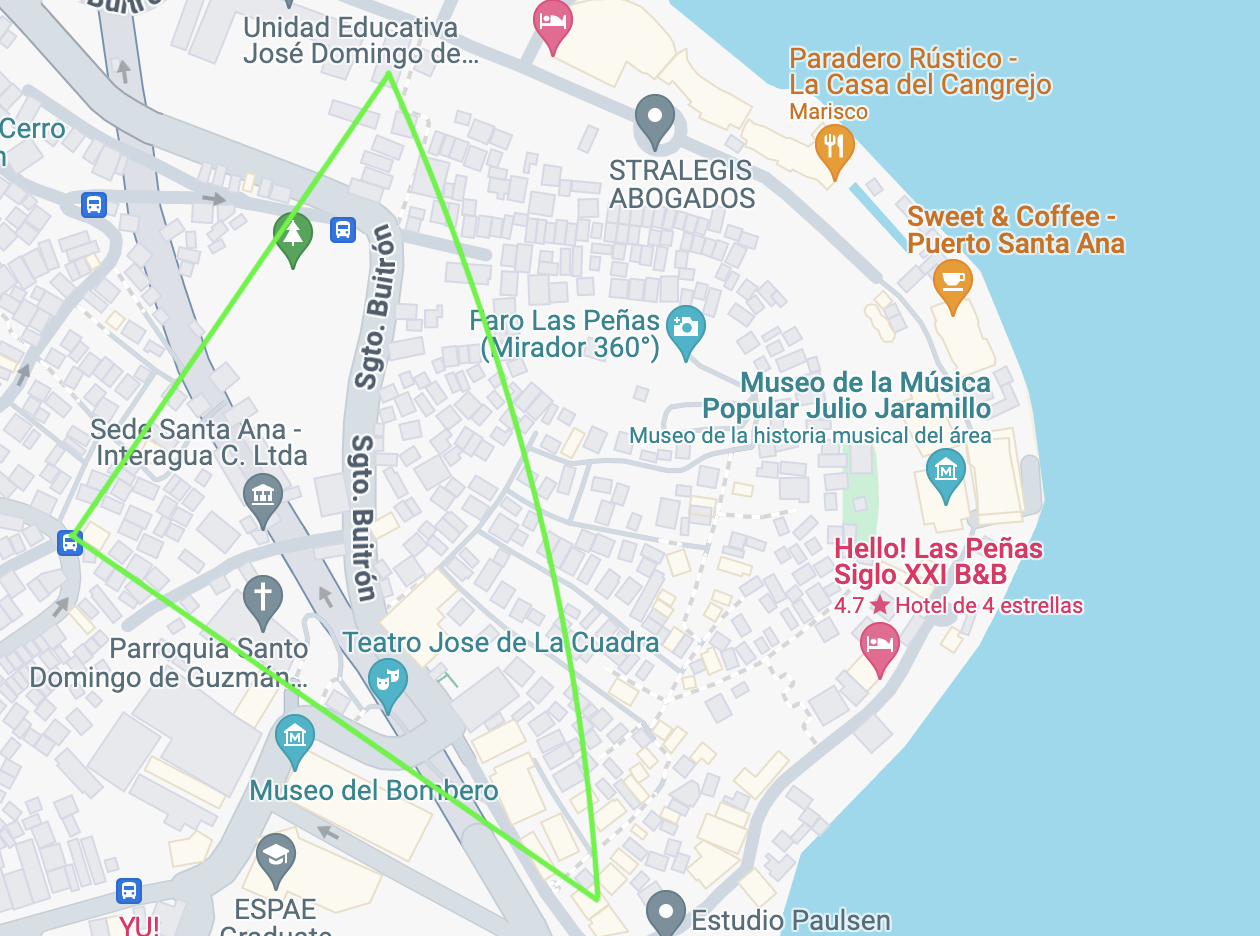 Unidad Educativa
José Domingo de...
Paradero Rústico -
La Casa del Cangrejo
Marisco
Cerro
STRALEGIS
ABOGADOS
Sweet & Coffee -
Puerto Santa Ana
Sgto. Buitrón
Faro Las Peñas
(Mirador 360°)
Museo de la Música
Popular Julio Jaramillo
Museo de la historia musical del área
Sede Santa Ana -
Interagua C. Ltda
Sgto. Buitrón
Hello! Las Peñas
Siglo XXI B&B
4.7 ★ Hotel de 4 estrellas
Parroquia Santo
Domingo de Guzmán...
Teatro Jose de La Cuadra
Museo del Bombero
ESPAE
Graduate
Estudio Paulsen
YU!